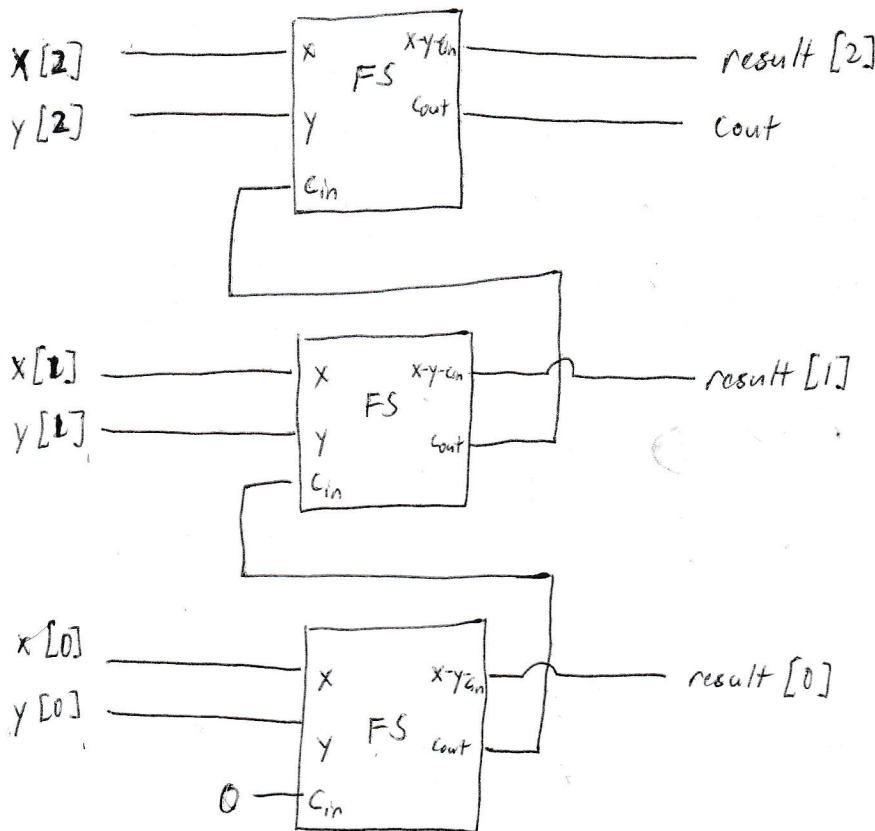 X[2] x x-y-cin result [2]
FS
y[2] y cout cout
cin
X[1] x x-y-cin result [1]
FS
y[1] y cout
cin
x[0] x x-y-cin result [0]
y[0] y FS cout
0 cin